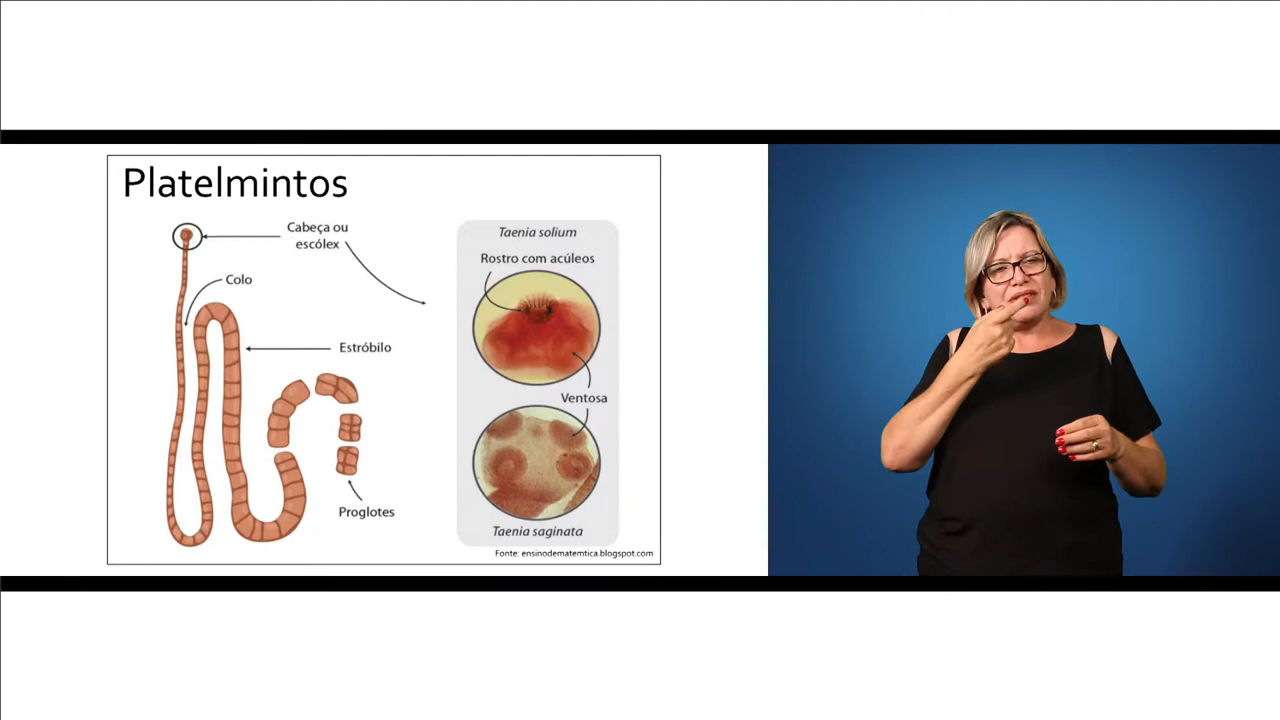 Platelmintos
Cabeça ou
escólex
Colo
Estróbilo
Proglotes
Taenia solium
Rostro com acúleos
Ventosa
Taenia saginata
Fonte: ensinodematemtica.blogspot.com